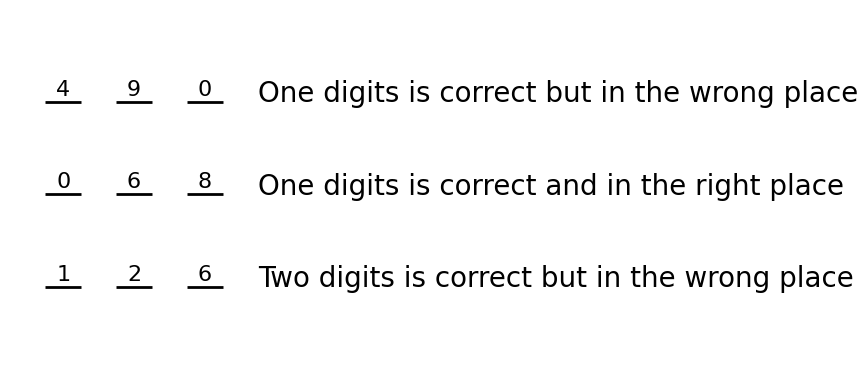 4 9 0 One digits is correct but in the wrong place
0 6 8 One digits is correct and in the right place
1 2 6 Two digits is correct but in the wrong place